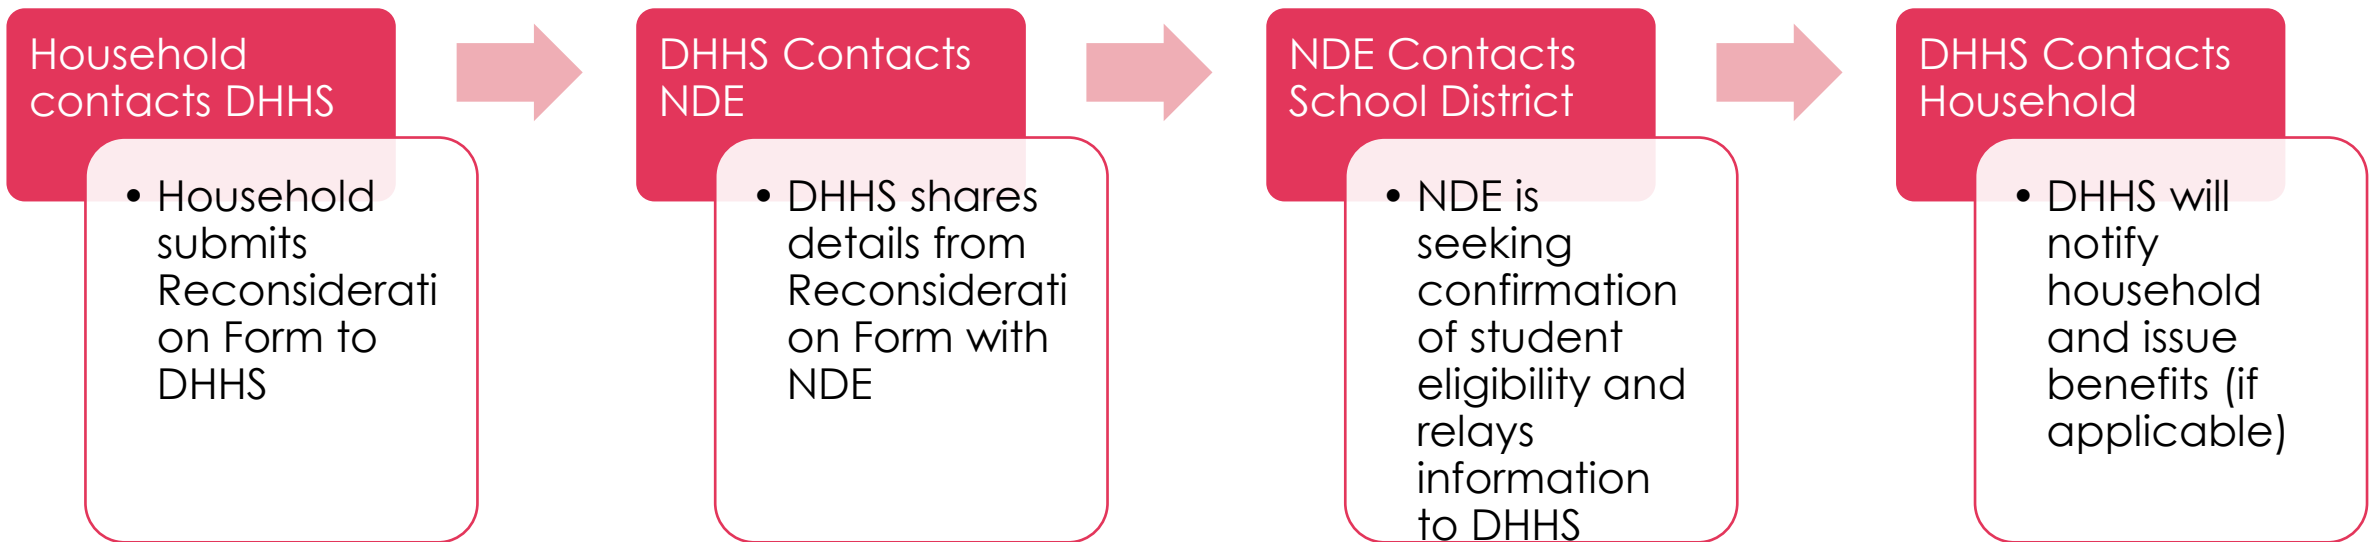 Household
contacts DHHS
• Household
submits
Reconsiderati
on Form to
DHHS
DHHS Contacts
NDE
• DHHS shares
details from
Reconsiderati
on Form with
NDE
NDE Contacts
School District
• NDE is
seeking
confirmation
of student
eligibility and
relays
information
to DHHS
DHHS Contacts
Household
• DHHS will
notify
household
and issue
benefits (if
applicable)